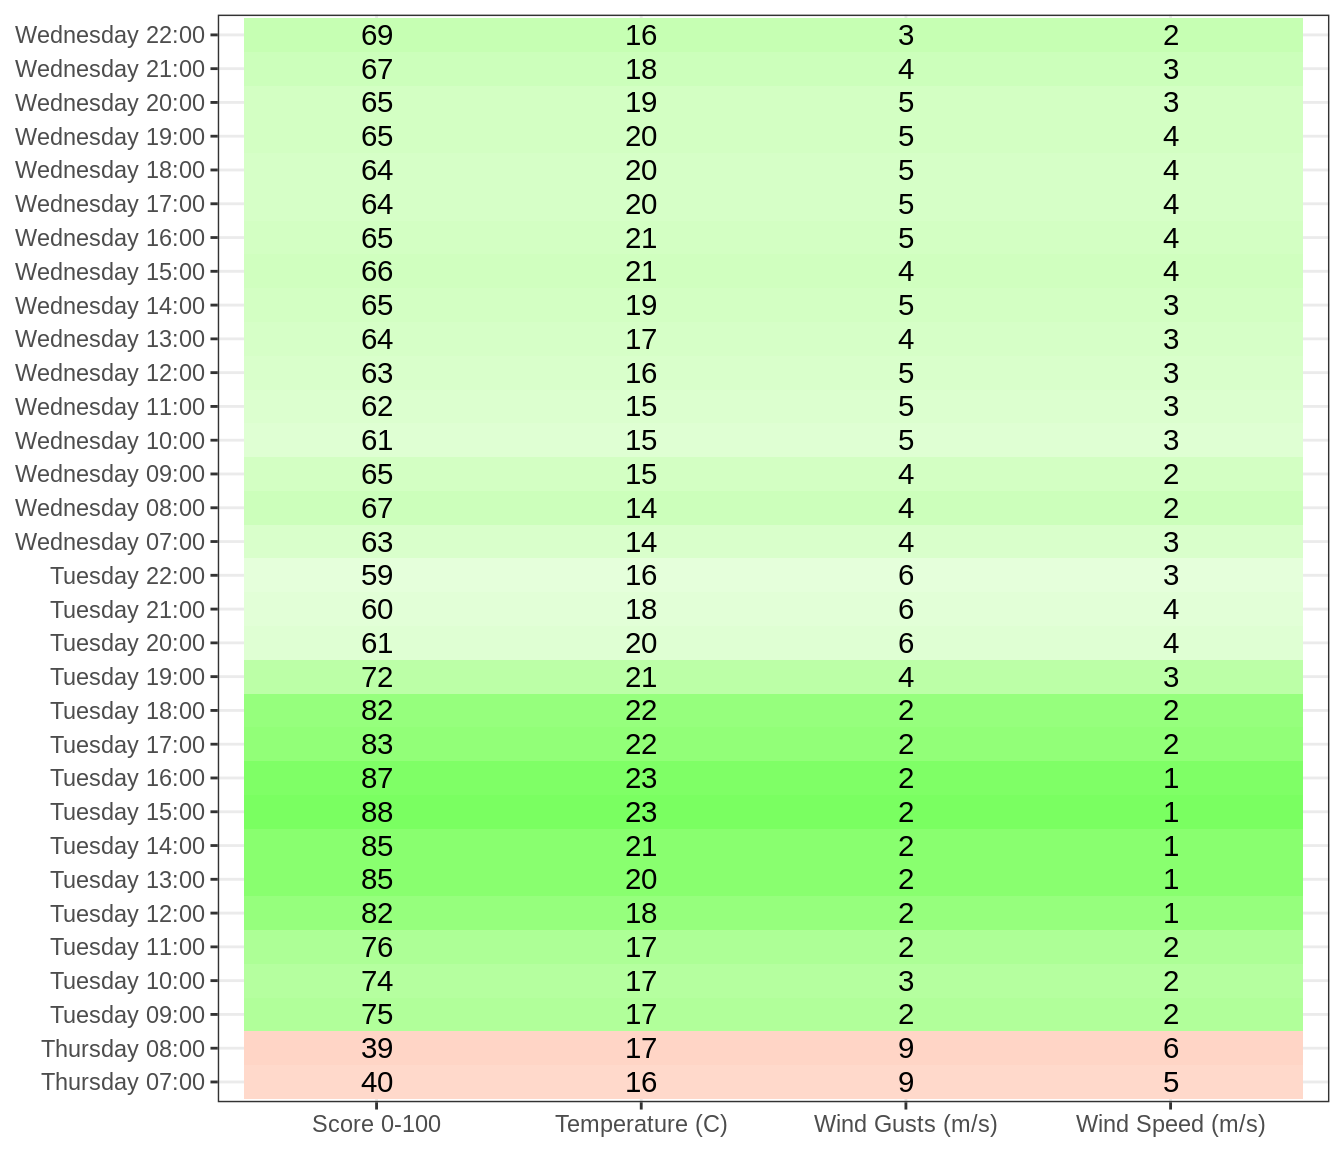 Wednesday 22:00 69 16 3 2
Wednesday 21:00 67 18 4 3
Wednesday 20:00 65 19 5 3
Wednesday 19:00 65 20 5 4
Wednesday 18:00 64 20 5 4
Wednesday 17:00 64 20 5 4
Wednesday 16:00 65 21 5 4
Wednesday 15:00 66 21 4 4
Wednesday 14:00 65 19 5 3
Wednesday 13:00 64 17 4 3
Wednesday 12:00 63 16 5 3
Wednesday 11:00 62 15 5 3
Wednesday 10:00 61 15 5 3
Wednesday 09:00 65 15 4 2
Wednesday 08:00 67 14 4 2
Wednesday 07:00 63 14 4 3
Tuesday 22:00 59 16 6 3
Tuesday 21:00 60 18 6 4
Tuesday 20:00 61 20 6 4
Tuesday 19:00 72 21 4 3
Tuesday 18:00 82 22 2 2
Tuesday 17:00 83 22 2 2
Tuesday 16:00 87 23 2 1
Tuesday 15:00 88 23 2 1
Tuesday 14:00 85 21 2 1
Tuesday 13:00 85 20 2 1
Tuesday 12:00 82 18 2 1
Tuesday 11:00 76 17 2 2
Tuesday 10:00 74 17 3 2
Tuesday 09:00 75 17 2 2
Thursday 08:00 39 17 9 6
Thursday 07:00 40 16 9 5
Score 0-100 Temperature (C) Wind Gusts (m/s) Wind Speed (m/s)